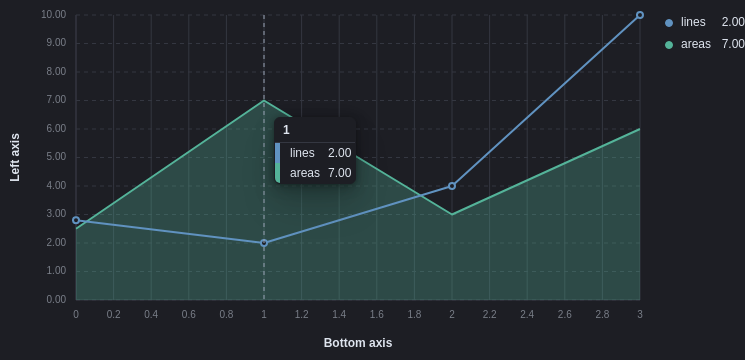 10.00
9.00
8.00
7.00
6.00
5.00
4.00
3.00
2.00
1.00
0.00
Left axis
0 0.2 0.4 0.6 0.8 1 1.2 1.4 1.6 1.8 2 2.2 2.4 2.6 2.8 3
Bottom axis
1
lines 2.00
areas 7.00
lines 2.00
areas 7.00